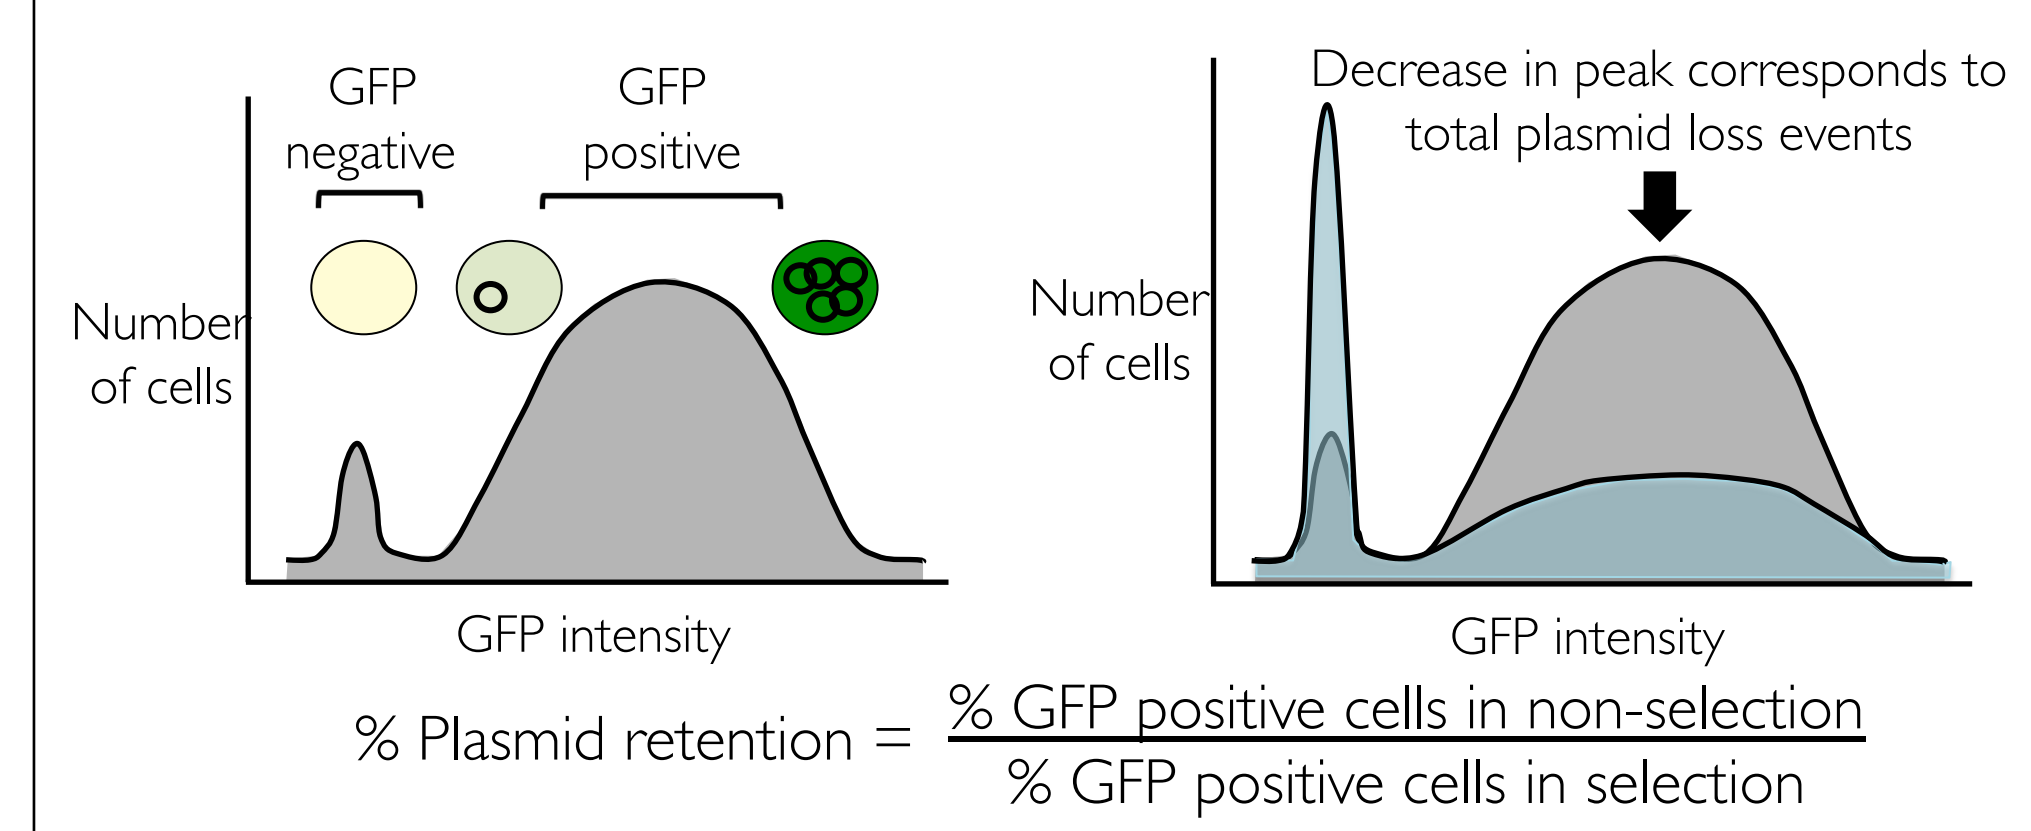 GFP
negative
GFP
positive
Number
of cells
GFP intensity
Decrease in peak corresponds to
total plasmid loss events
Number
of cells
GFP intensity
% Plasmid retention =
% GFP positive cells in non-selection
% GFP positive cells in selection